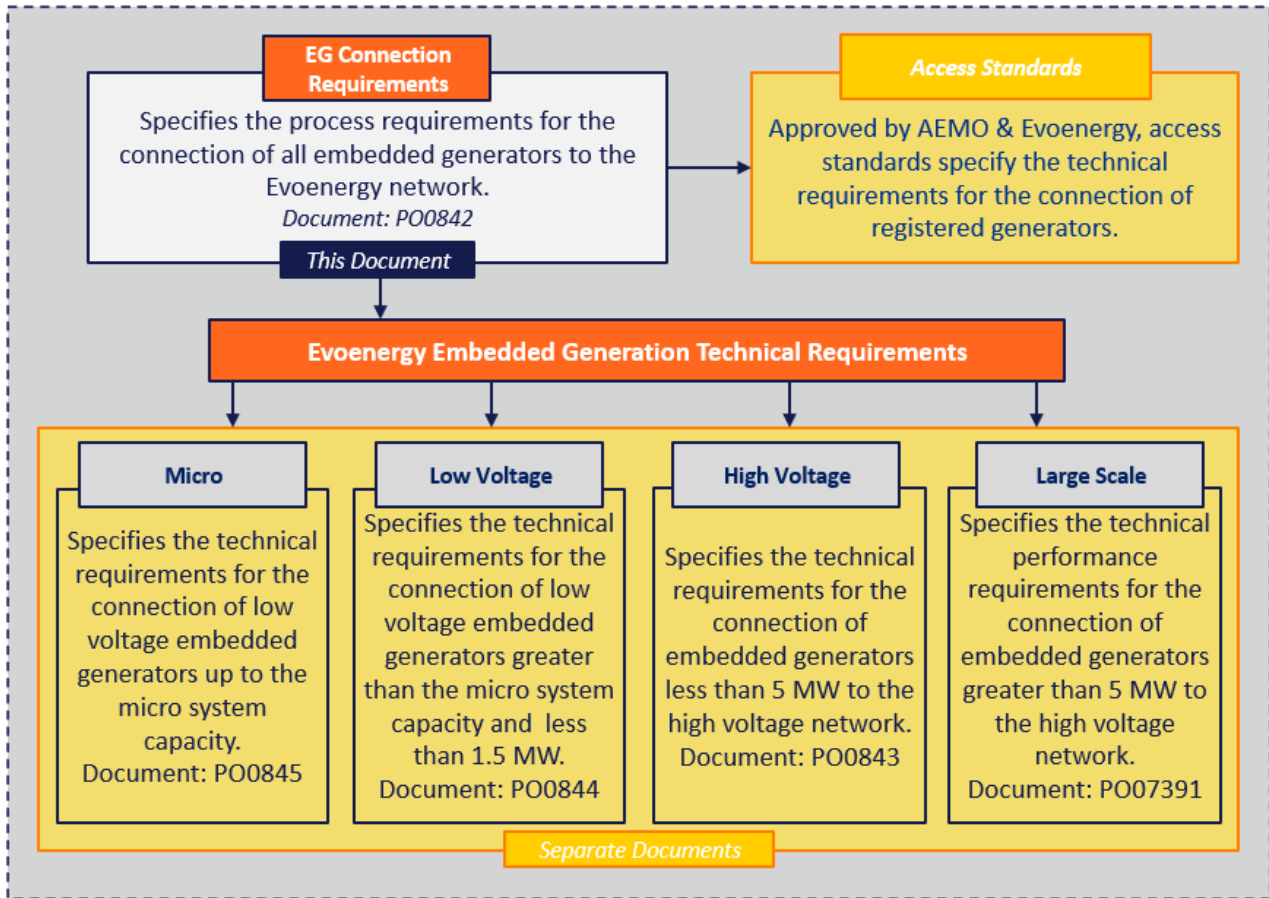 EG Connection
Requirements
Specifies the process requirements for the
connection of all embedded generators to the
Evoenergy network.
Document: PO0842
This Document
Access Standards
Approved by AEMO & Evoenergy, access
standards specify the technical
requirements for the connection of
registered generators.
Evoenergy Embedded Generation Technical Requirements
Micro
Specifies the technical
requirements for the
connection of low
voltage embedded
generators up to the
micro system
capacity.
Document: PO0845
Low Voltage
Specifies the technical
requirements for the
connection of low
voltage embedded
generators greater
than the micro system
capacity and  less
than 1.5 MW.
Document: PO0844
High Voltage
Specifies the technical
requirements for the
connection of
embedded generators
less than 5 MW to the
high voltage network.
Document: PO0843
Large Scale
Specifies the technical
performance
requirements for the
connection of
embedded generators
greater than 5 MW to
the high voltage
network.
Document: PO07391
Separate Documents